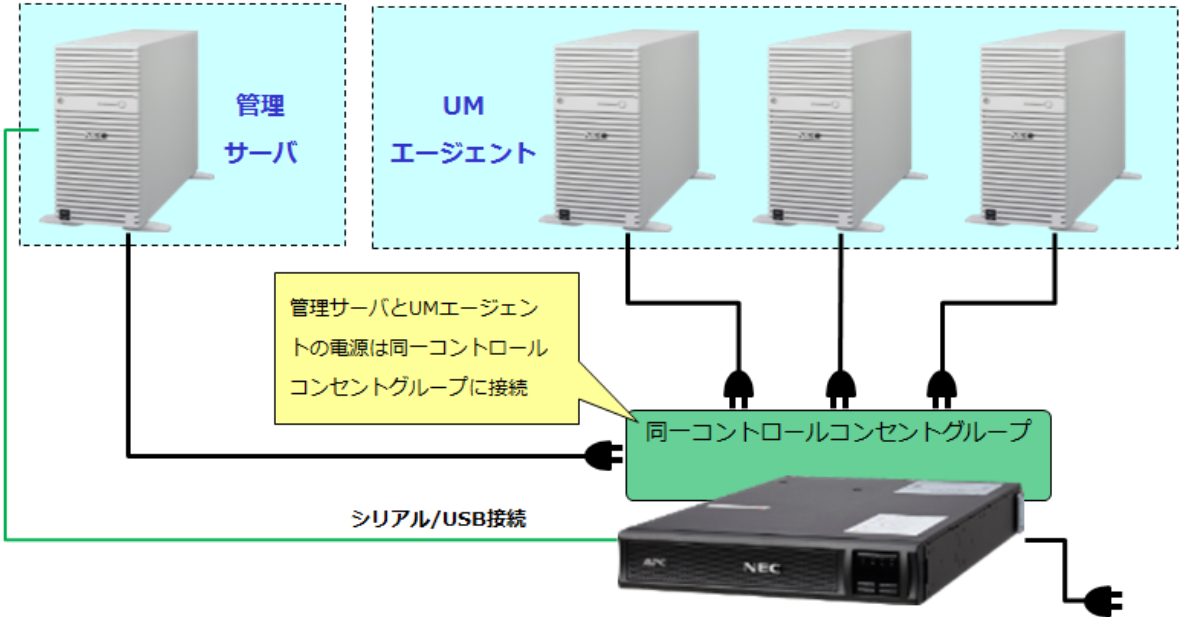 管理
サーバ
UM
エージェント
管理サーバとUMエージェン
トの電源は同一コントロール
コンセントグループに接続
同一コントロールコンセントグループ
シリアル/USB接続
APC
NEC